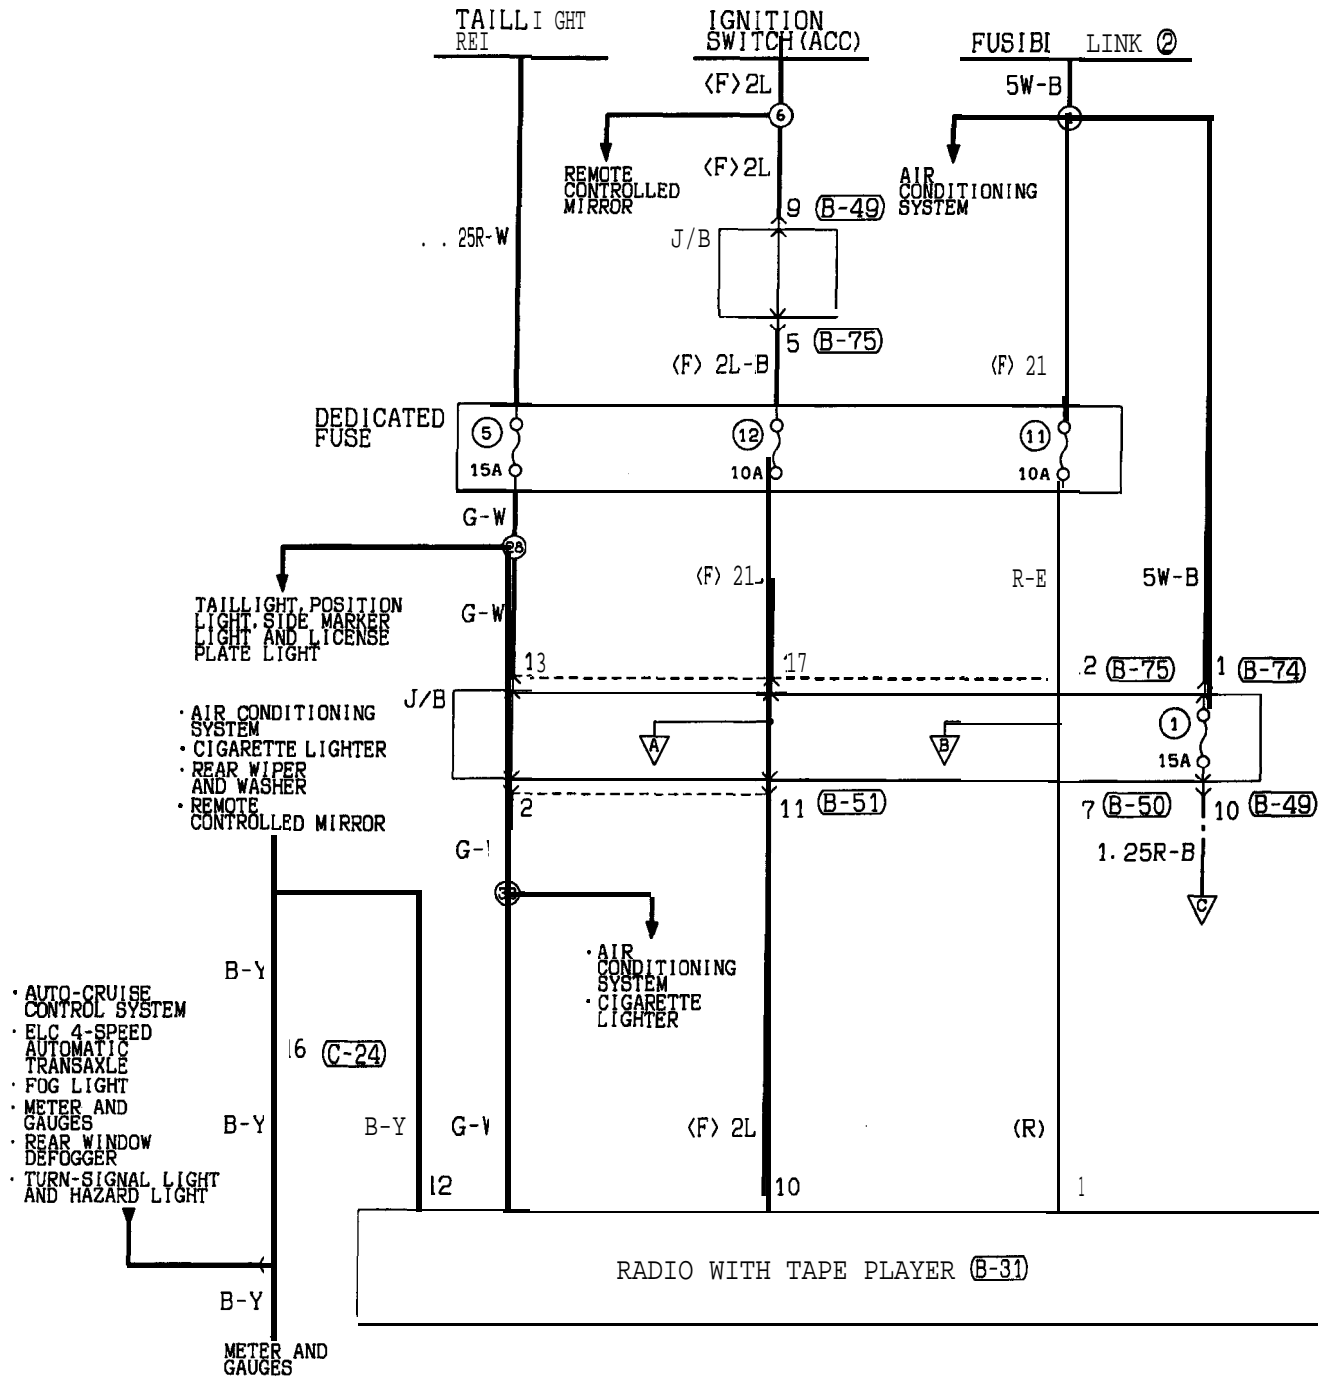 TAILLIGHT
REI
IGNITION
SWITCH(ACC)
FUSIBI LINK ②
〈F〉2L
5W-B
6
〈F〉2L
REMOTE
CONTROLLED
MIRROR
AIR
CONDITIONING
SYSTEM
9 B-49
J/B
. . 25R-W
5 B-75
〈F〉 2L-B
〈F〉 21
DEDICATED
FUSE
5
12
11
15A
10A
10A
G-W
28
〈F〉 21
R-E
5W-B
TAILLIGHT, POSITION
LIGHT, SIDE MARKER
LIGHT AND LICENSE
PLATE LIGHT
G-W
13
17
2 B-75
1 B-74
J/B
· AIR CONDITIONING
SYSTEM
· CIGARETTE LIGHTER
· REAR WIPER
AND WASHER
· REMOTE
CONTROLLED MIRROR
A
B
1
15A
2
11 B-51
7 B-50
10 B-49
G-
1.25R-B
C
· AIR
CONDITIONING
SYSTEM
· CIGARETTE
LIGHTER
B-Y
· AUTO-CRUISE
CONTROL SYSTEM
· ELC 4-SPEED
AUTOMATIC
TRANSAXLE
· FOG LIGHT
· METER AND
GAUGES
· REAR WINDOW
DEFOGGER
· TURN-SIGNAL LIGHT
AND HAZARD LIGHT
16 C-24
B-Y
B-Y
G-W
〈F〉 2L
(R)
12
10
1
RADIO WITH TAPE PLAYER B-31
B-Y
METER AND
GAUGES